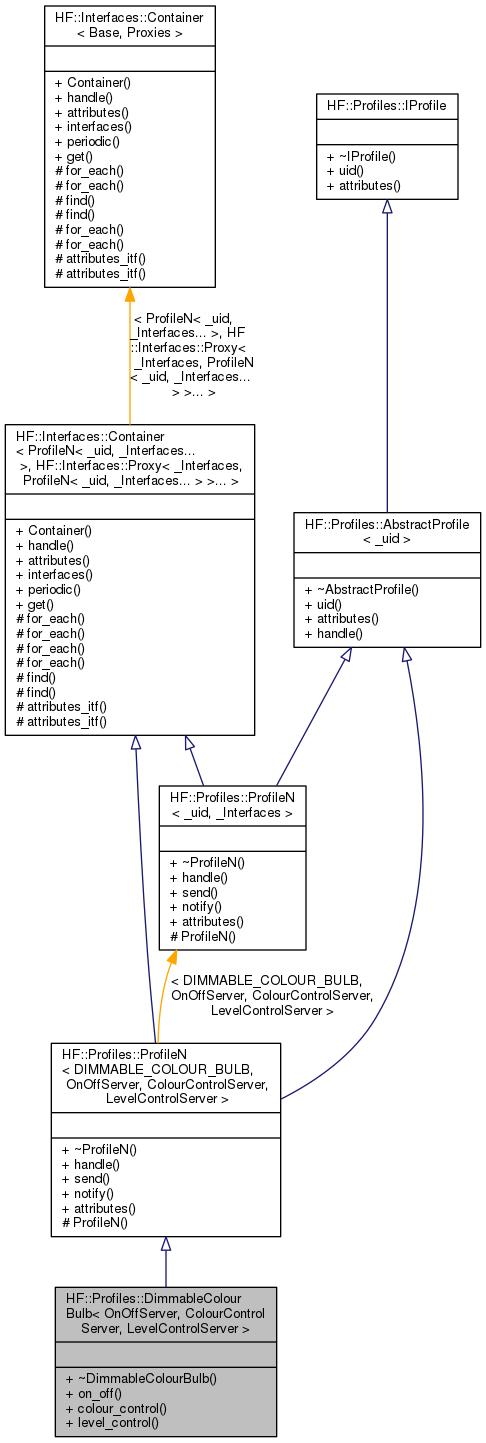 HF::Interfaces::Container
< Base, Proxies >
+ Container()
+ handle()
+ attributes()
+ interfaces()
+ periodic()
+ get()
# for_each()
# for_each()
# find()
# find()
# for_each()
# for_each()
# attributes_itf()
# attributes_itf()
HF::Profiles::IProfile
+ ~IProfile()
+ uid()
+ attributes()
< ProfileN< _uid,
_Interfaces... >, HF
::Interfaces::Proxy<
_Interfaces, ProfileN
< _uid, _Interfaces...
> >... >
HF::Interfaces::Container
< ProfileN< _uid, _Interfaces...
>, HF::Interfaces::Proxy< _Interfaces,
ProfileN< _uid, _Interfaces... > >... >
+ Container()
+ handle()
+ attributes()
+ interfaces()
+ periodic()
+ get()
# for_each()
# for_each()
# for_each()
# for_each()
# find()
# find()
# attributes_itf()
# attributes_itf()
HF::Profiles::AbstractProfile
< _uid >
+ ~AbstractProfile()
+ uid()
+ attributes()
+ handle()
HF::Profiles::ProfileN
< _uid, _Interfaces >
+ ~ProfileN()
+ handle()
+ send()
+ notify()
+ attributes()
# ProfileN()
< DIMMABLE_COLOUR_BULB,
OnOffServer, ColourControlServer,
LevelControlServer >
HF::Profiles::ProfileN
< DIMMABLE_COLOUR_BULB,
OnOffServer, ColourControlServer,
LevelControlServer >
+ ~ProfileN()
+ handle()
+ send()
+ notify()
+ attributes()
# ProfileN()
HF::Profiles::DimmableColour
Bulb< OnOffServer, ColourControl
Server, LevelControlServer >
+ ~DimmableColourBulb()
+ on_off()
+ colour_control()
+ level_control()